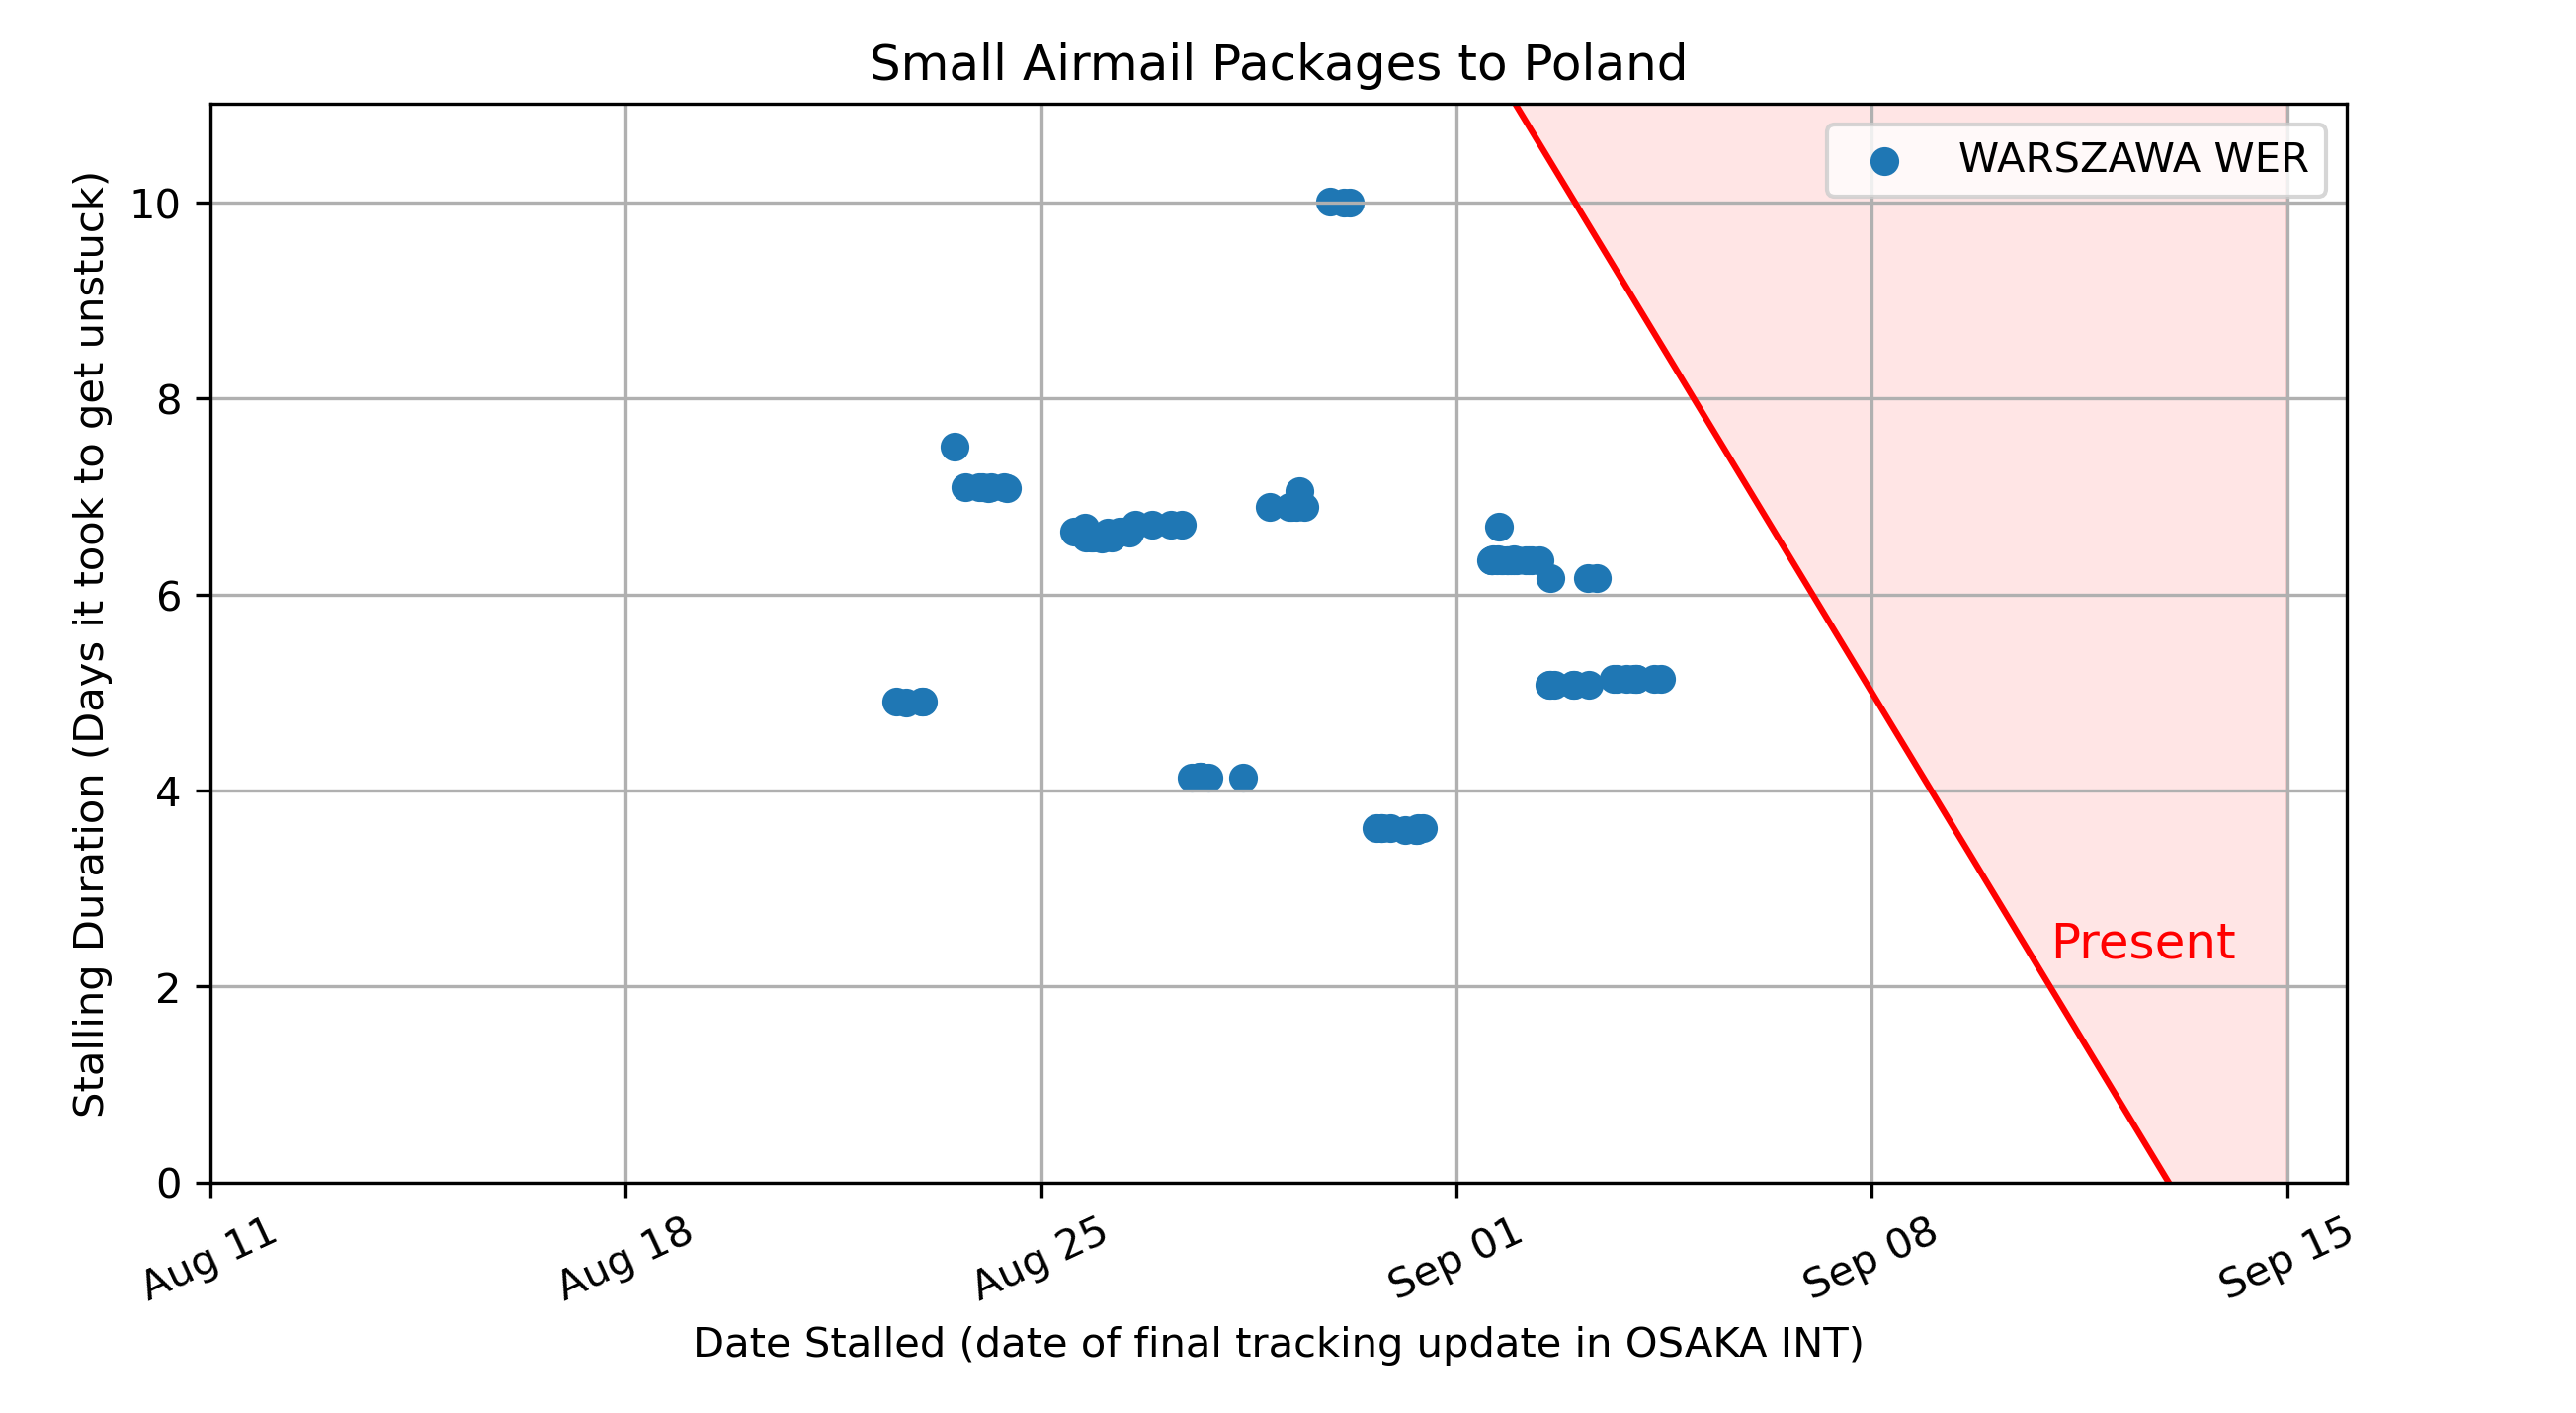 Small Airmail Packages to Poland
WARSZAWA WER
Stalling Duration (Days it took to get unstuck)
10
8
6
4
2
0
Present
Aug 11
Aug 18
Aug 25
Sep 01
Sep 08
Sep 15
Date Stalled (date of final tracking update in OSAKA INT)